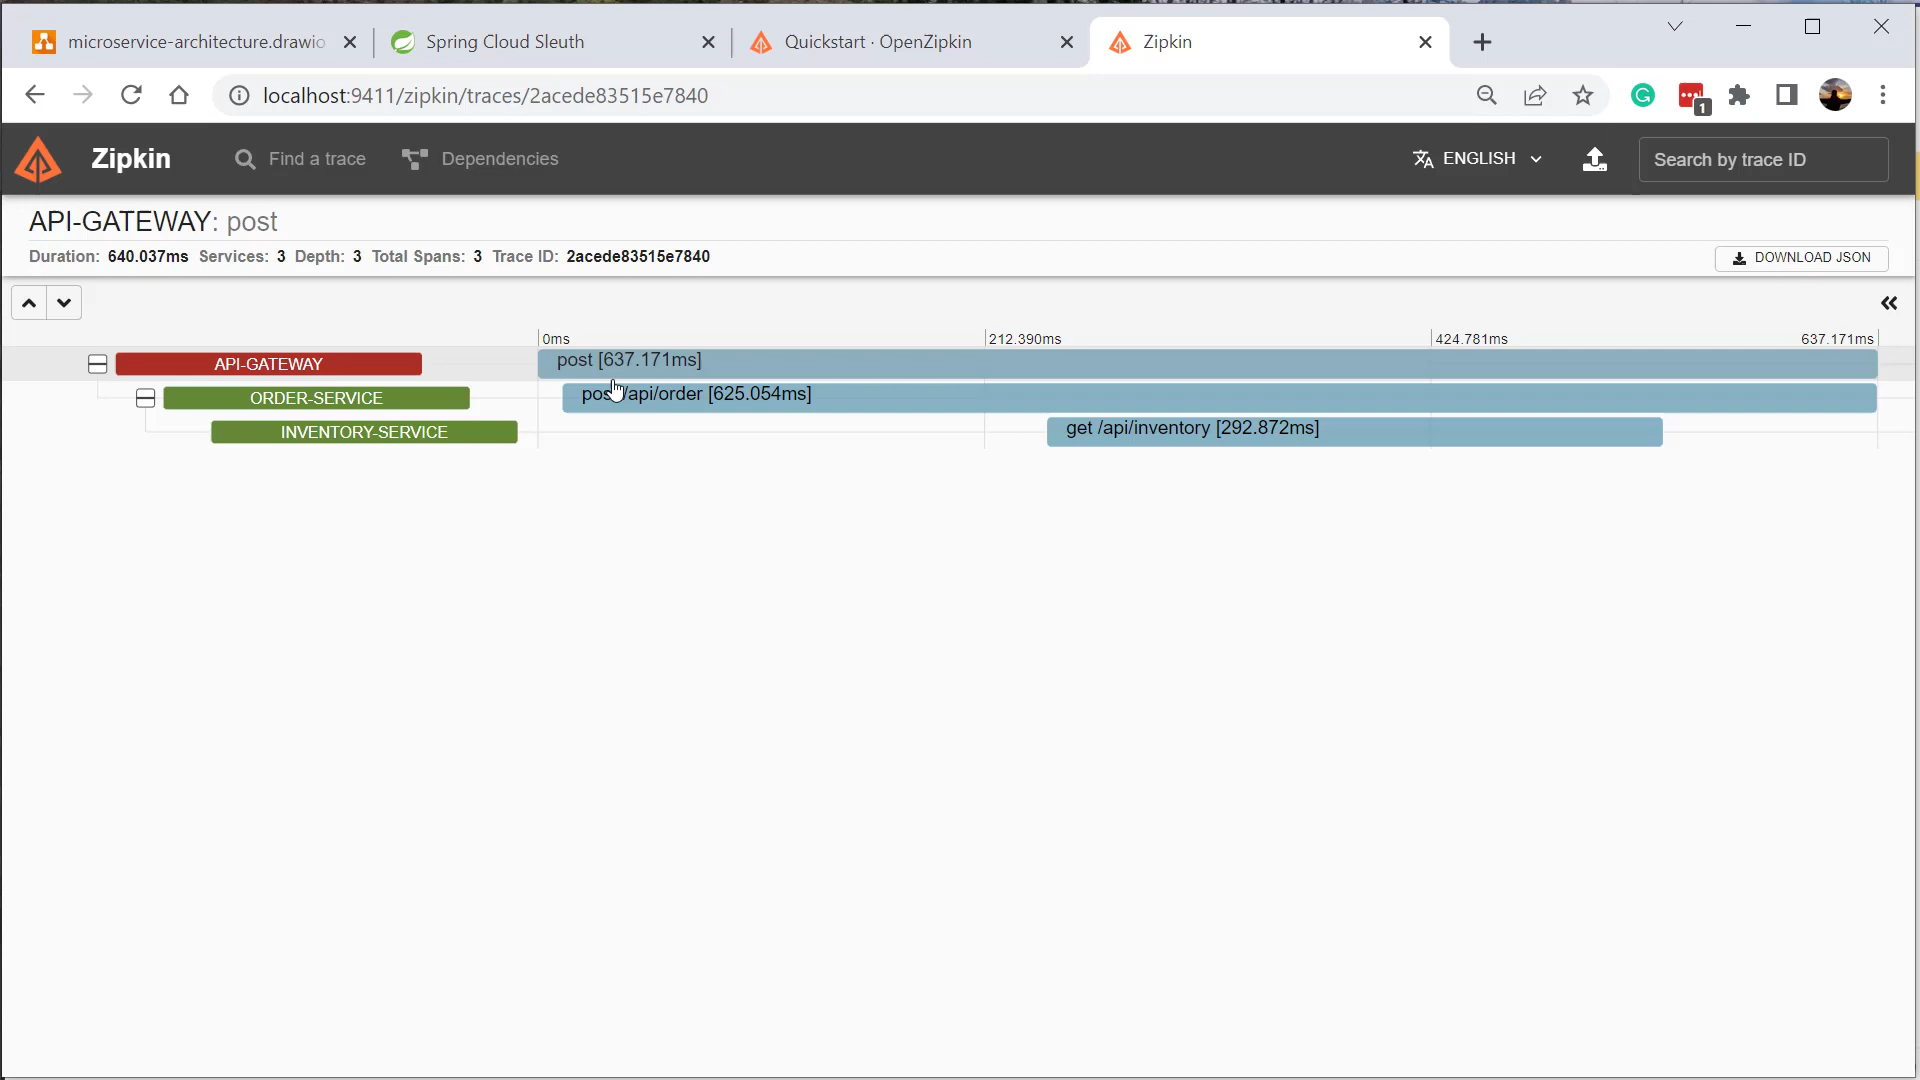 microservice-architecture.drawio
Spring Cloud Sleuth
Quickstart · OpenZipkin
Zipkin
localhost:9411/zipkin/traces/2acede83515e7840
1
Zipkin
Find a trace
Dependencies
ENGLISH
Search by trace ID
API-GATEWAY: post
Duration: 640.037ms Services: 3 Depth: 3 Total Spans: 3 Trace ID: 2acede83515e7840
DOWNLOAD JSON
0ms 212.390ms 424.781ms 637.171ms
API-GATEWAY post [637.171ms]
ORDER-SERVICE post /api/order [625.054ms]
INVENTORY-SERVICE get /api/inventory [292.872ms]